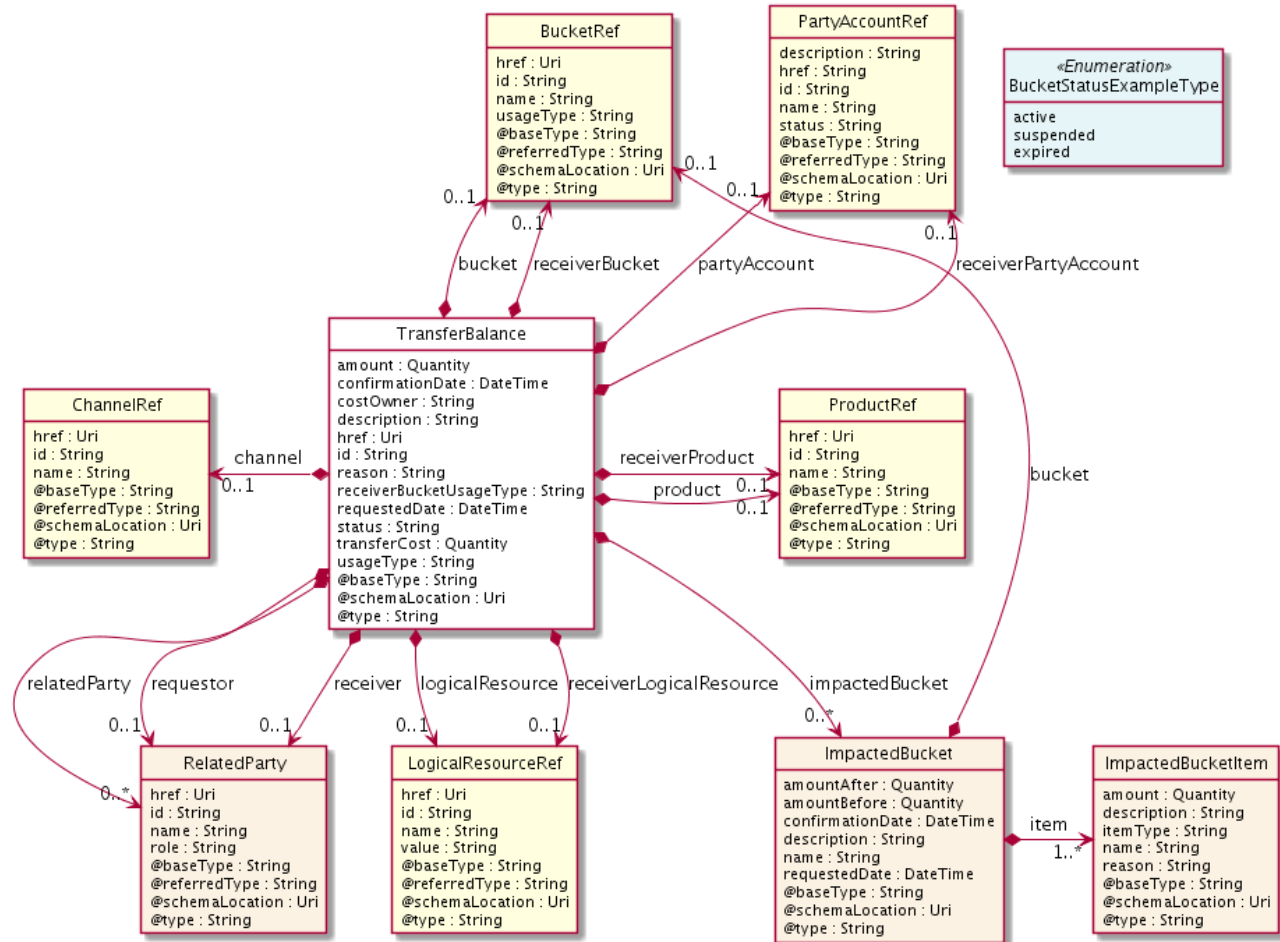 BucketRef
href : Uri
id : String
name : String
usageType : String
@baseType : String
@referredType : String
@schemaLocation : Uri
@type : String
PartyAccountRef
description : String
href : String
id : String
name : String
status : String
@baseType : String
@referredType : String
@schemaLocation : Uri
@type : String
«Enumeration»
BucketStatusExampleType
active
suspended
expired
0..1
0..1
0..1
0..1
0..1
bucket
receiverBucket
partyAccount
receiverPartyAccount
TransferBalance
amount : Quantity
confirmationDate : DateTime
costOwner : String
description : String
href : Uri
id : String
reason : String
receiverBucketUsageType : String
requestedDate : DateTime
status : String
transferCost : Quantity
usageType : String
@baseType : String
@schemaLocation : Uri
@type : String
ChannelRef
href : Uri
id : String
name : String
@baseType : String
@referredType : String
@schemaLocation : Uri
@type : String
channel
0..1
ProductRef
href : Uri
id : String
name : String
@baseType : String
@referredType : String
@schemaLocation : Uri
@type : String
receiverProduct
0..1
product
0..1
bucket
relatedParty
requestor
receiver
logicalResource
receiverLogicalResource
impactedBucket
0..*
0..1
0..1
0..1
0..1
0..*
RelatedParty
href : Uri
id : String
name : String
role : String
@baseType : String
@referredType : String
@schemaLocation : Uri
@type : String
LogicalResourceRef
href : Uri
id : String
name : String
value : String
@baseType : String
@referredType : String
@schemaLocation : Uri
@type : String
ImpactedBucket
amountAfter : Quantity
amountBefore : Quantity
confirmationDate : DateTime
description : String
name : String
requestedDate : DateTime
@baseType : String
@schemaLocation : Uri
@type : String
item
1..*
ImpactedBucketItem
amount : Quantity
description : String
itemType : String
name : String
reason : String
@baseType : String
@schemaLocation : Uri
@type : String